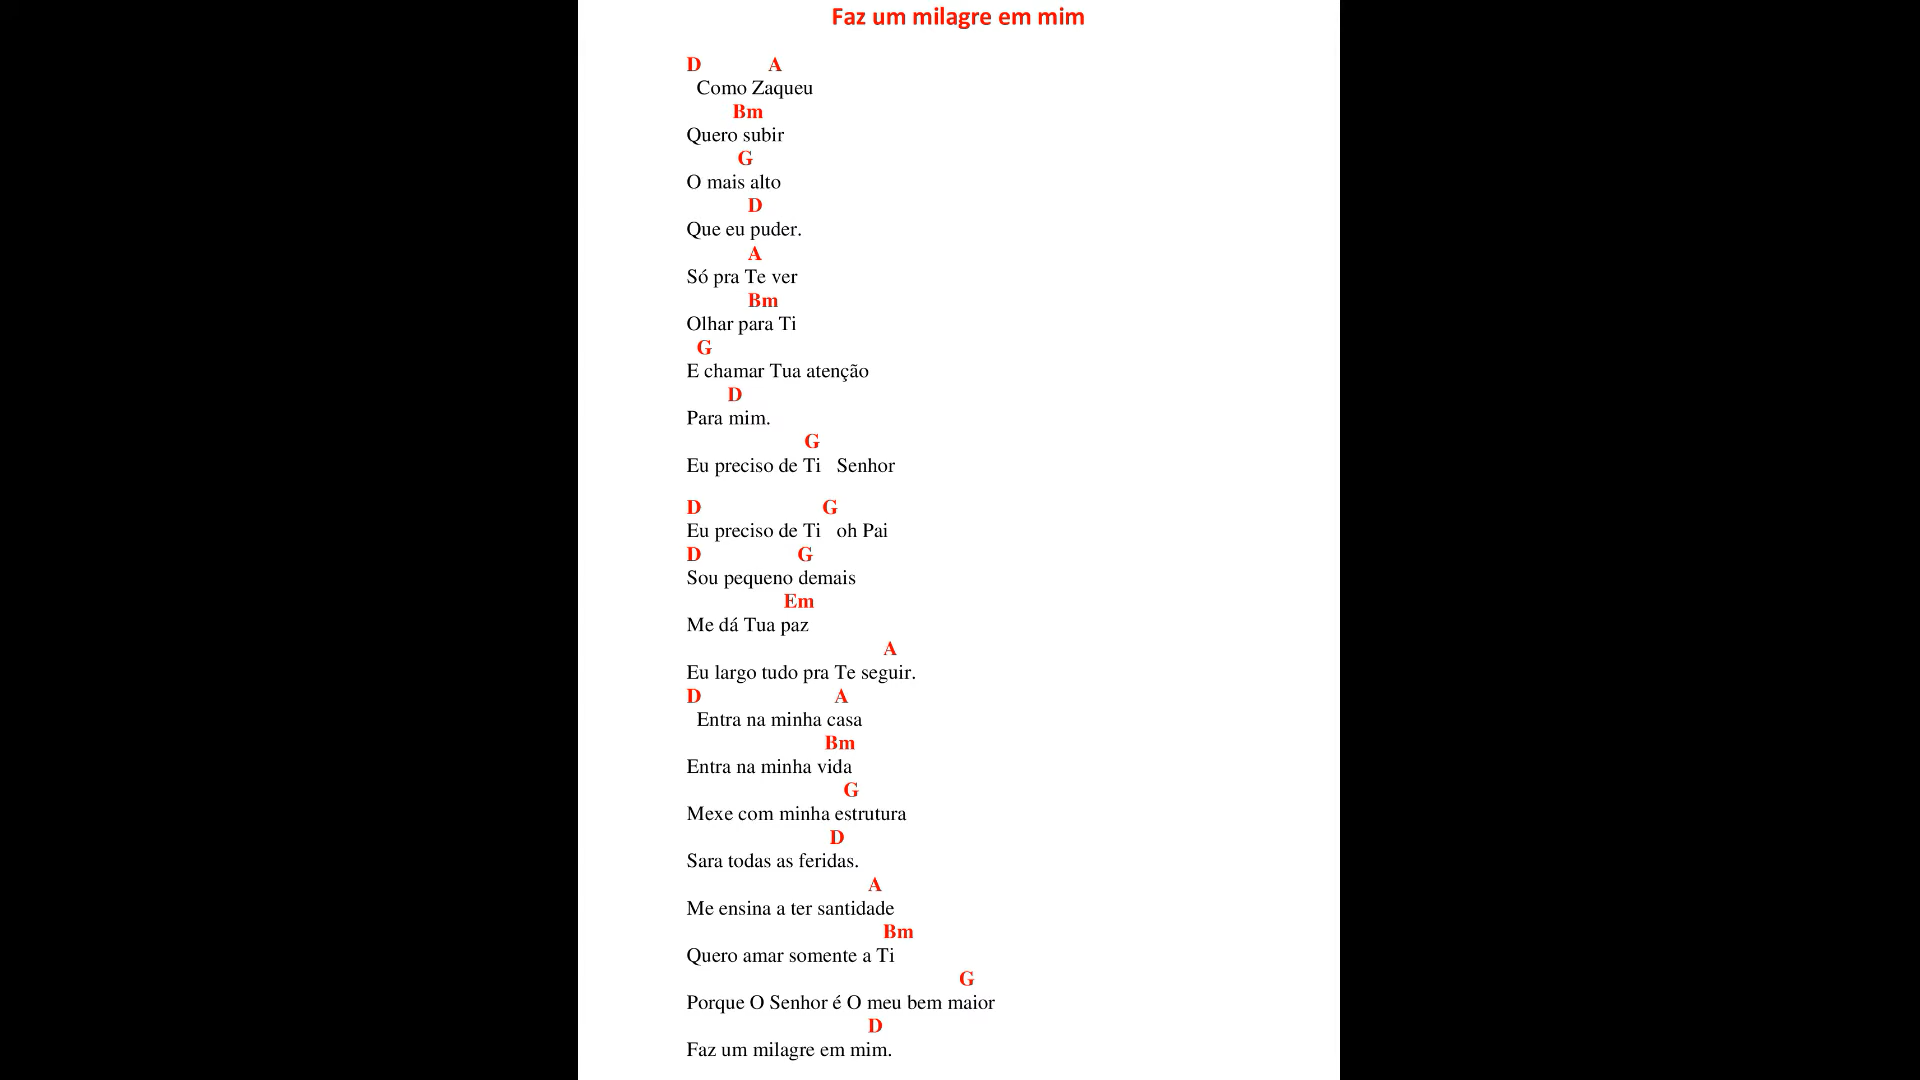 Faz um milagre em mim
D A
Como Zaqueu
Bm
Quero subir
G
O mais alto
D
Que eu puder.
A
Só pra Te ver
Bm
Olhar para Ti
G
E chamar Tua atenção
D
Para mim.
G
Eu preciso de Ti Senhor
D G
Eu preciso de Ti oh Pai
D G
Sou pequeno demais
Em
Me dá Tua paz
A
Eu largo tudo pra Te seguir.
D A
Entra na minha casa
Bm
Entra na minha vida
G
Mexe com minha estrutura
D
Sara todas as feridas.
A
Me ensina a ter santidade
Bm
Quero amar somente a Ti
G
Porque O Senhor é O meu bem maior
D
Faz um milagre em mim.